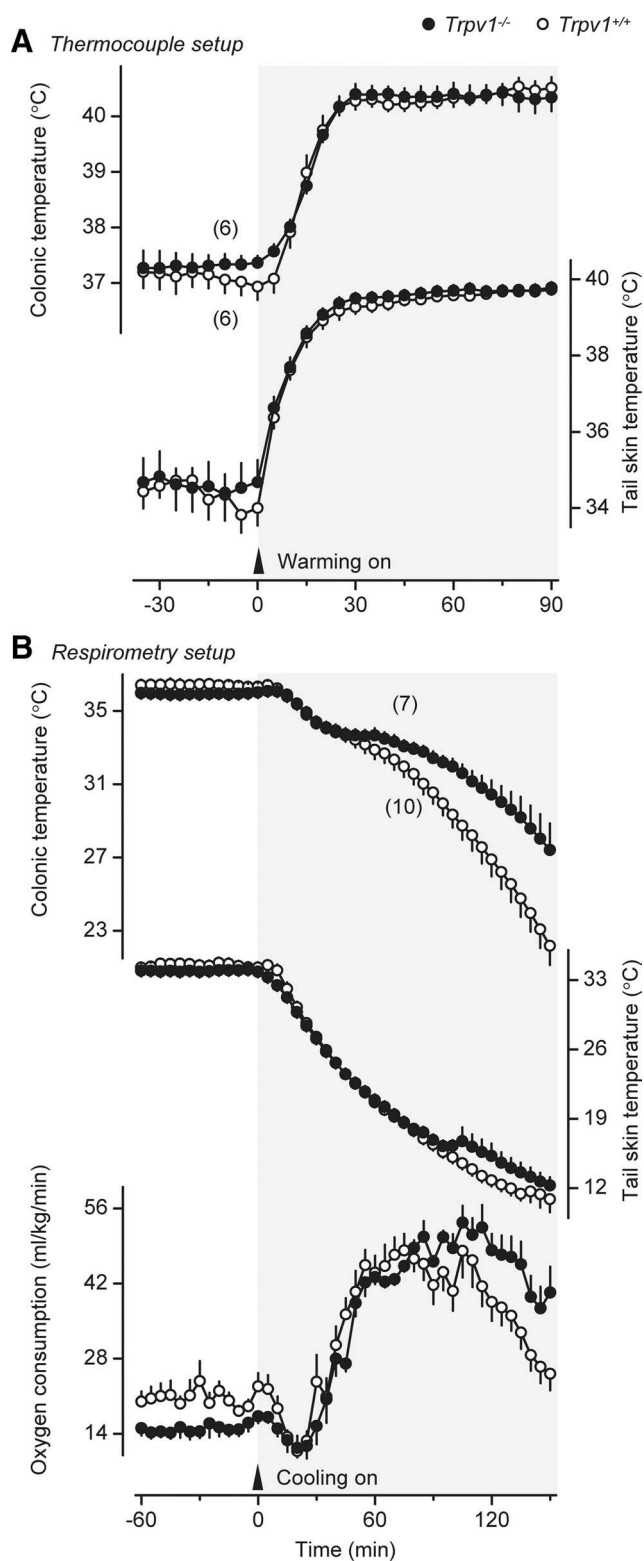 ● Trpv1-/- ○ Trpv1+/+
A Thermocouple setup
Colonic temperature (°C)
40
39
38
37
(6)
(6)
Tail skin temperature (°C)
40
38
36
34
Warming on
-30 0 30 60 90
B Respirometry setup
Colonic temperature (°C)
35
31
27
23
(7)
(10)
Tail skin temperature (°C)
33
26
19
12
Oxygen consumption (ml/kg/min)
56
42
28
14
Cooling on
-60 0 60 120
Time (min)